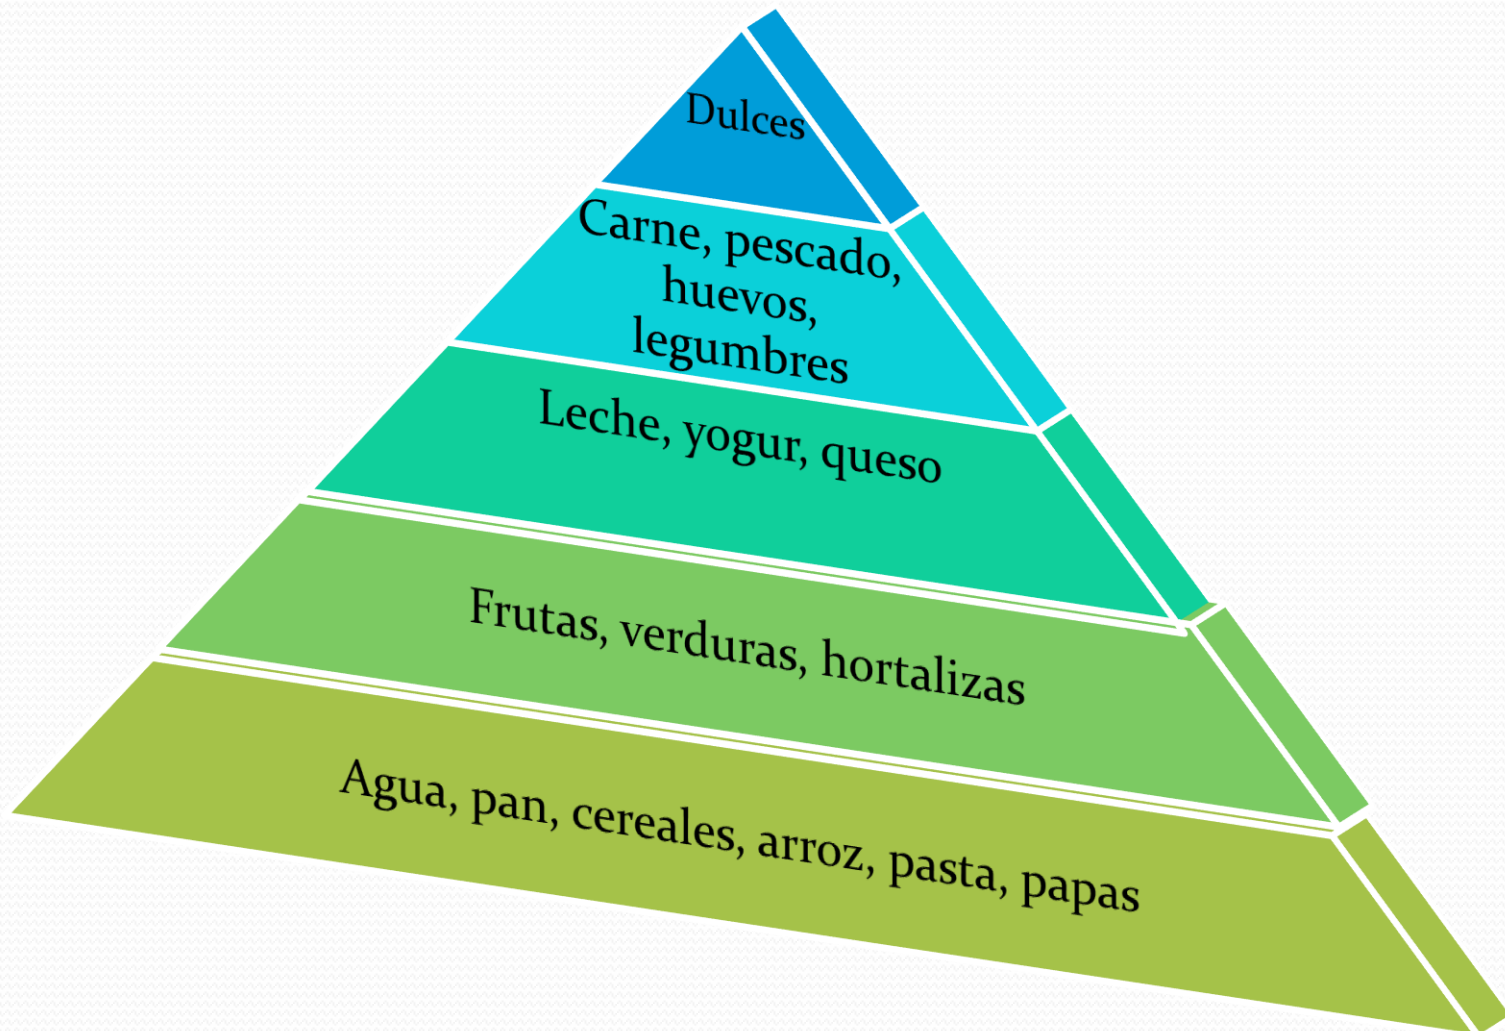 Dulces
Carne, pescado,
huevos,
legumbres
Leche, yogur, queso
Frutas, verduras, hortalizas
Agua, pan, cereales, arroz, pasta, papas